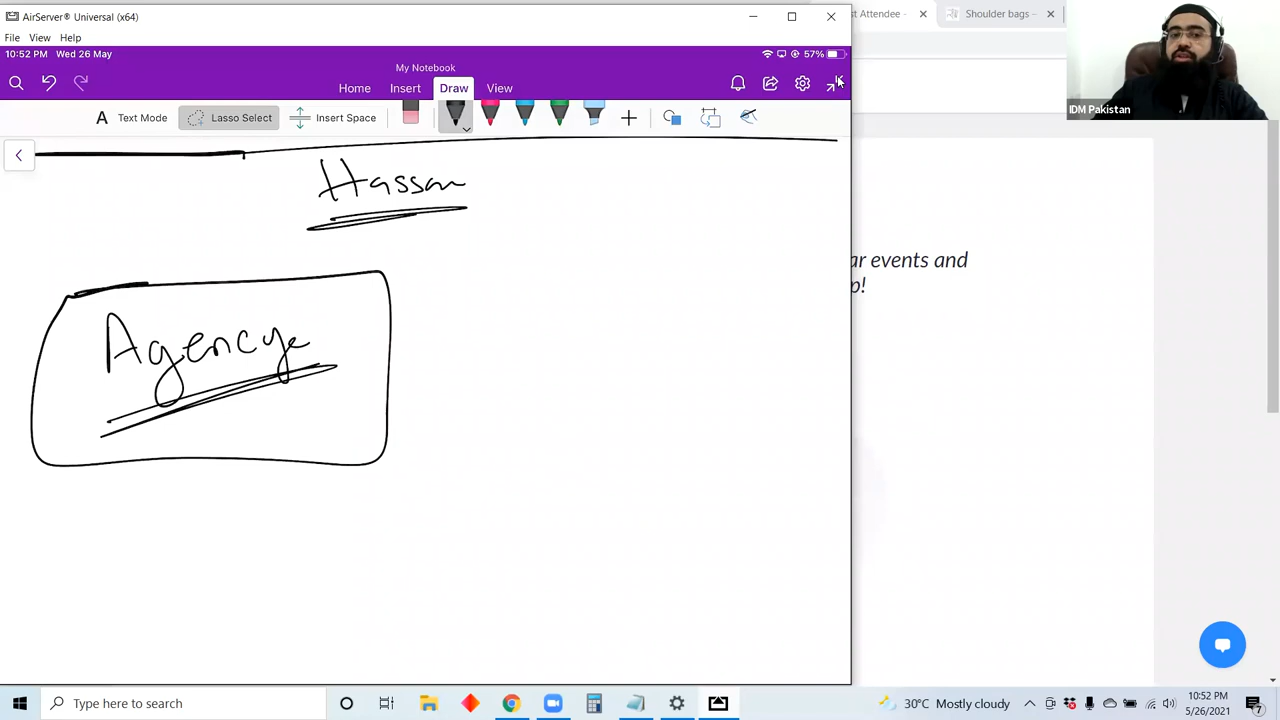 AirServer® Universal (x64)
st Attendee -
Shoulder bags –
File View Help
10:52 PM Wed 26 May
57%
My Notebook
Home Insert Draw View
IDM Pakistan
A Text Mode Lasso Select Insert Space
Hassan
ar events and
p!
Agency
Type here to search
30°C Mostly cloudy
10:52 PM
5/26/2021
7